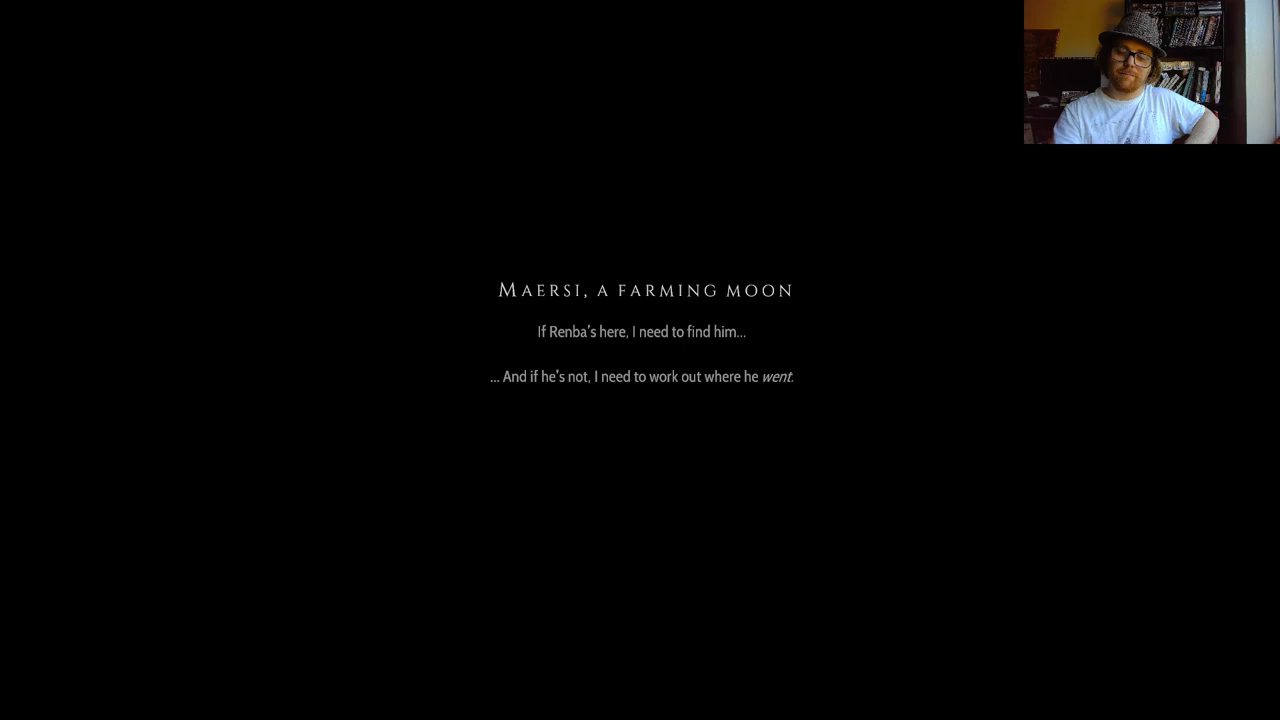 Maersi, a farming moon
If Renba's here, I need to find him...
... And if he's not, I need to work out where he went.